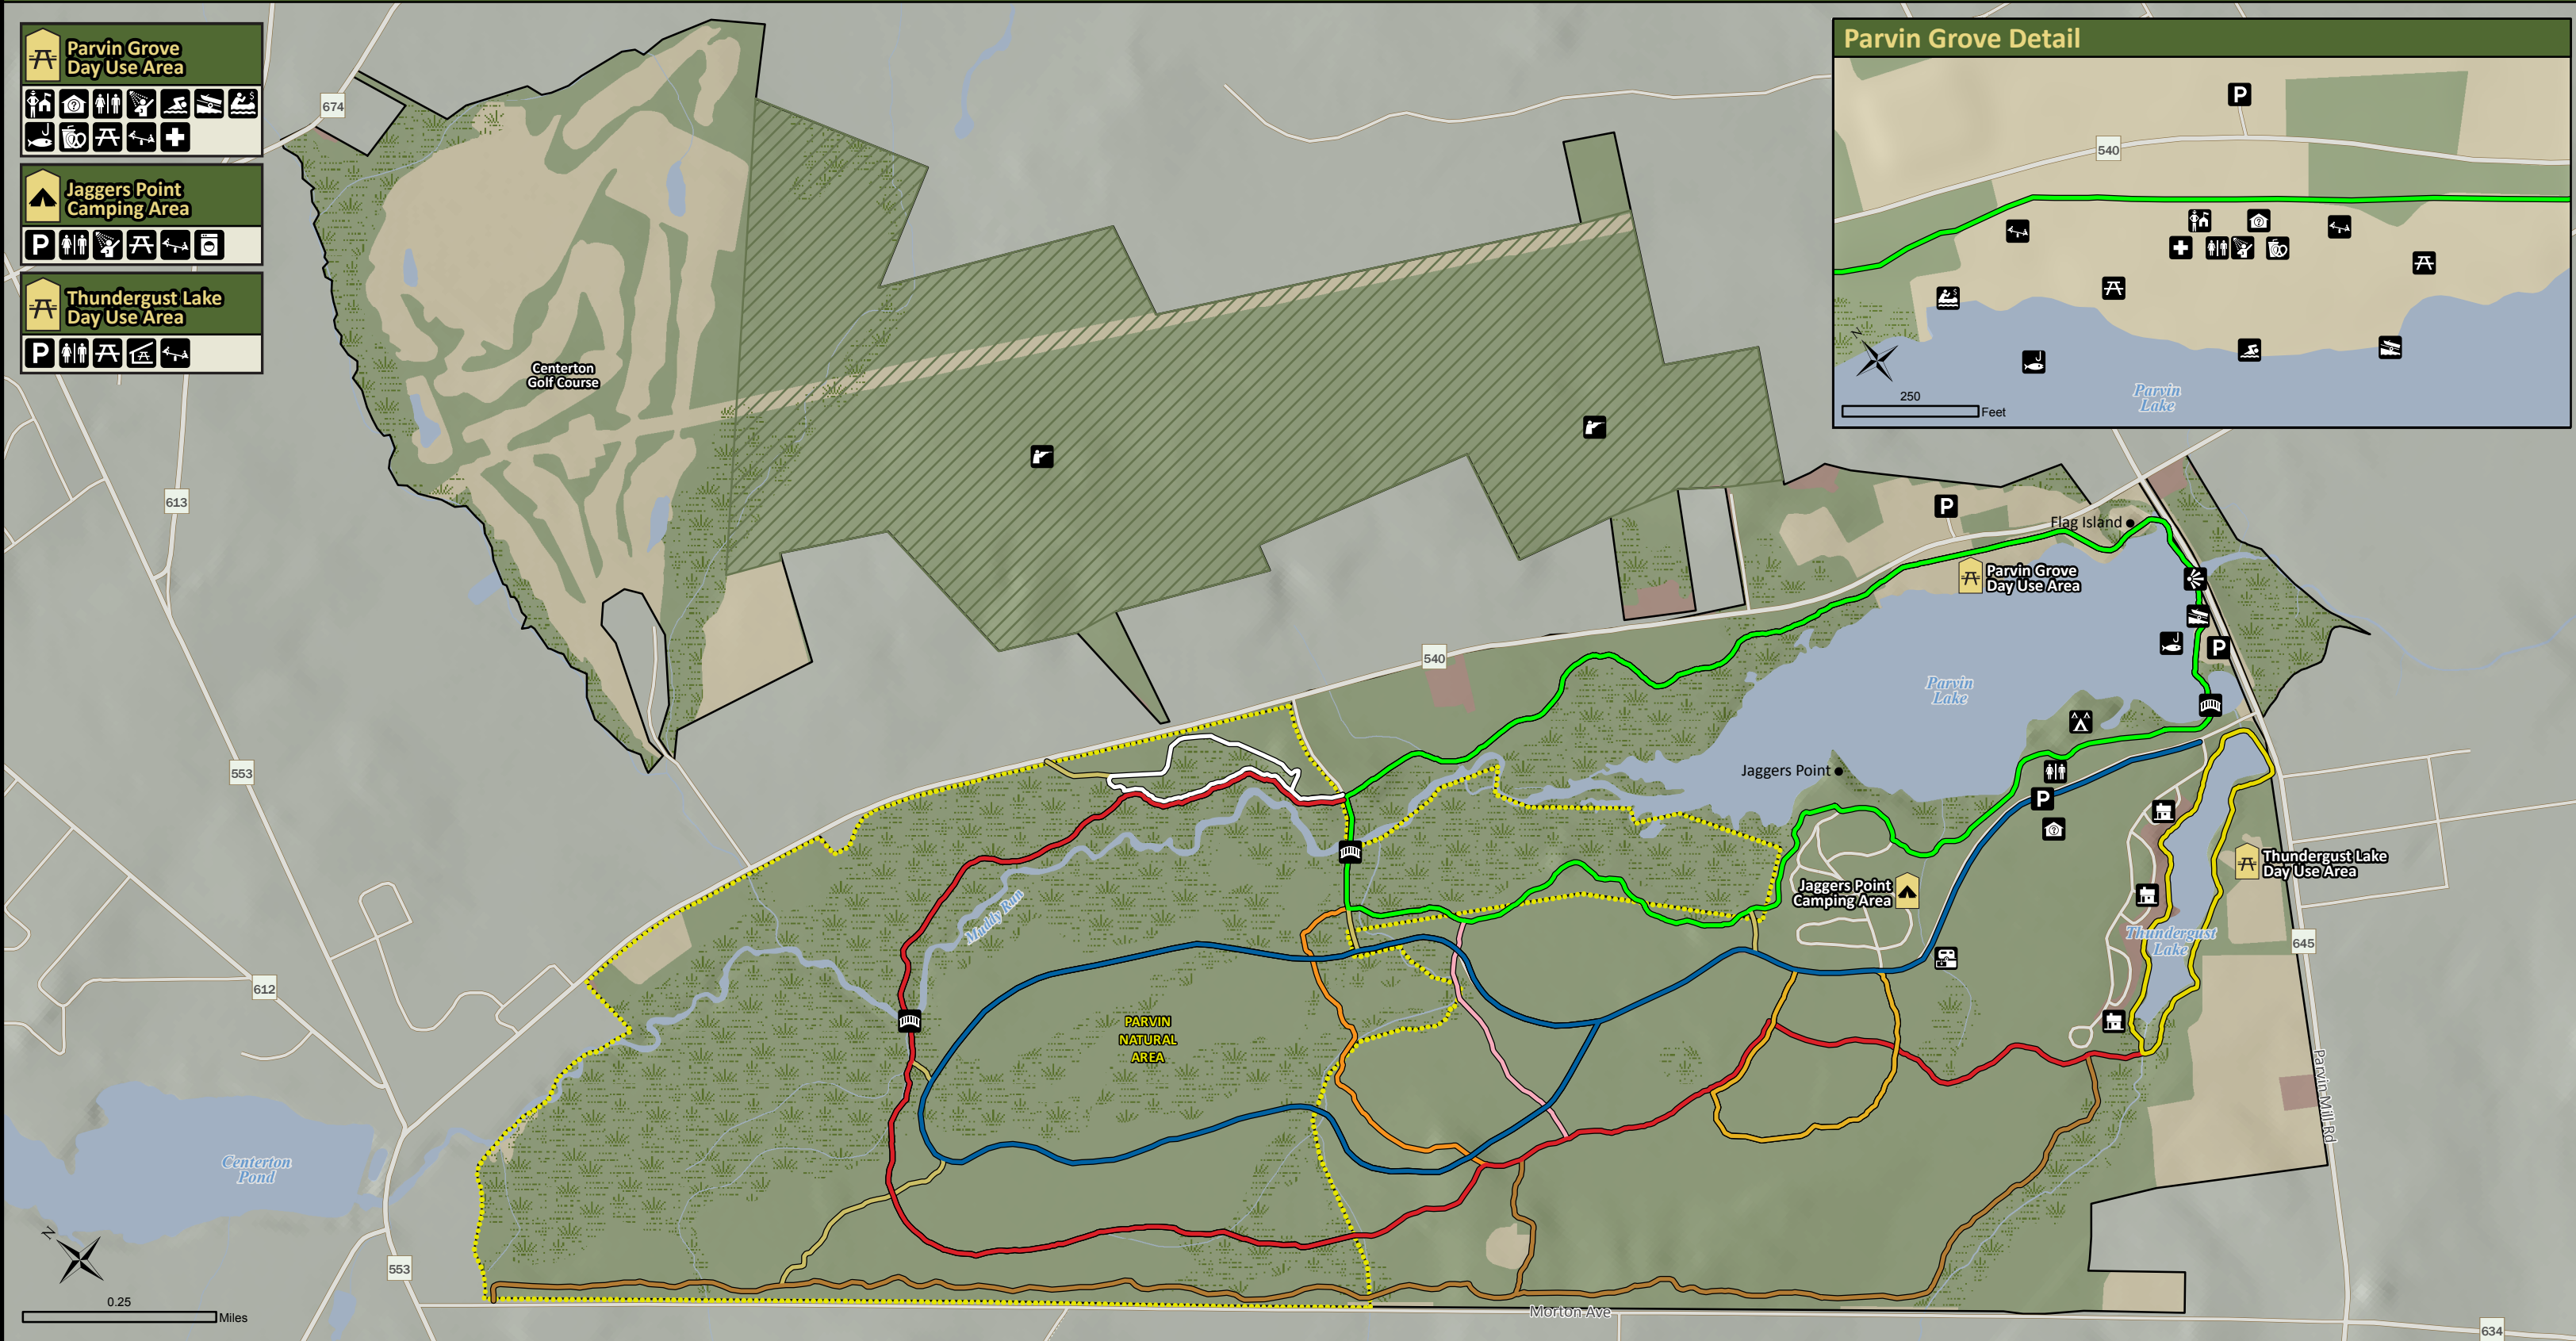 Parvin Grove
Day Use Area
Jaggers Point
Camping Area
P
Thundergust Lake
Day Use Area
P
674
613
553
612
553
Centerton
Golf Course
Parvin Grove Detail
P
540
N
250
Feet
Parvin
Lake
P
Flag Island
Parvin Grove
Day Use Area
P
540
Parvin
Lake
Jaggers Point
P
Jaggers Point
Camping Area
Thundergust Lake
Day Use Area
Thundergust
Lake
645
Muddy Run
PARVIN
NATURAL
AREA
Parvin Mill Rd
Centerton
Pond
N
0.25
Miles
Morton Ave
634